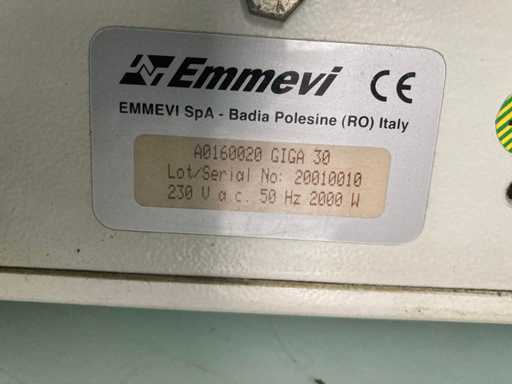 Emmevi CE
EMMEVI SpA - Badia Polesine (RO) Italy
A0160020 GIGA 30
Lot/Serial No: 20010010
230 V a c. 50 Hz 2000 W